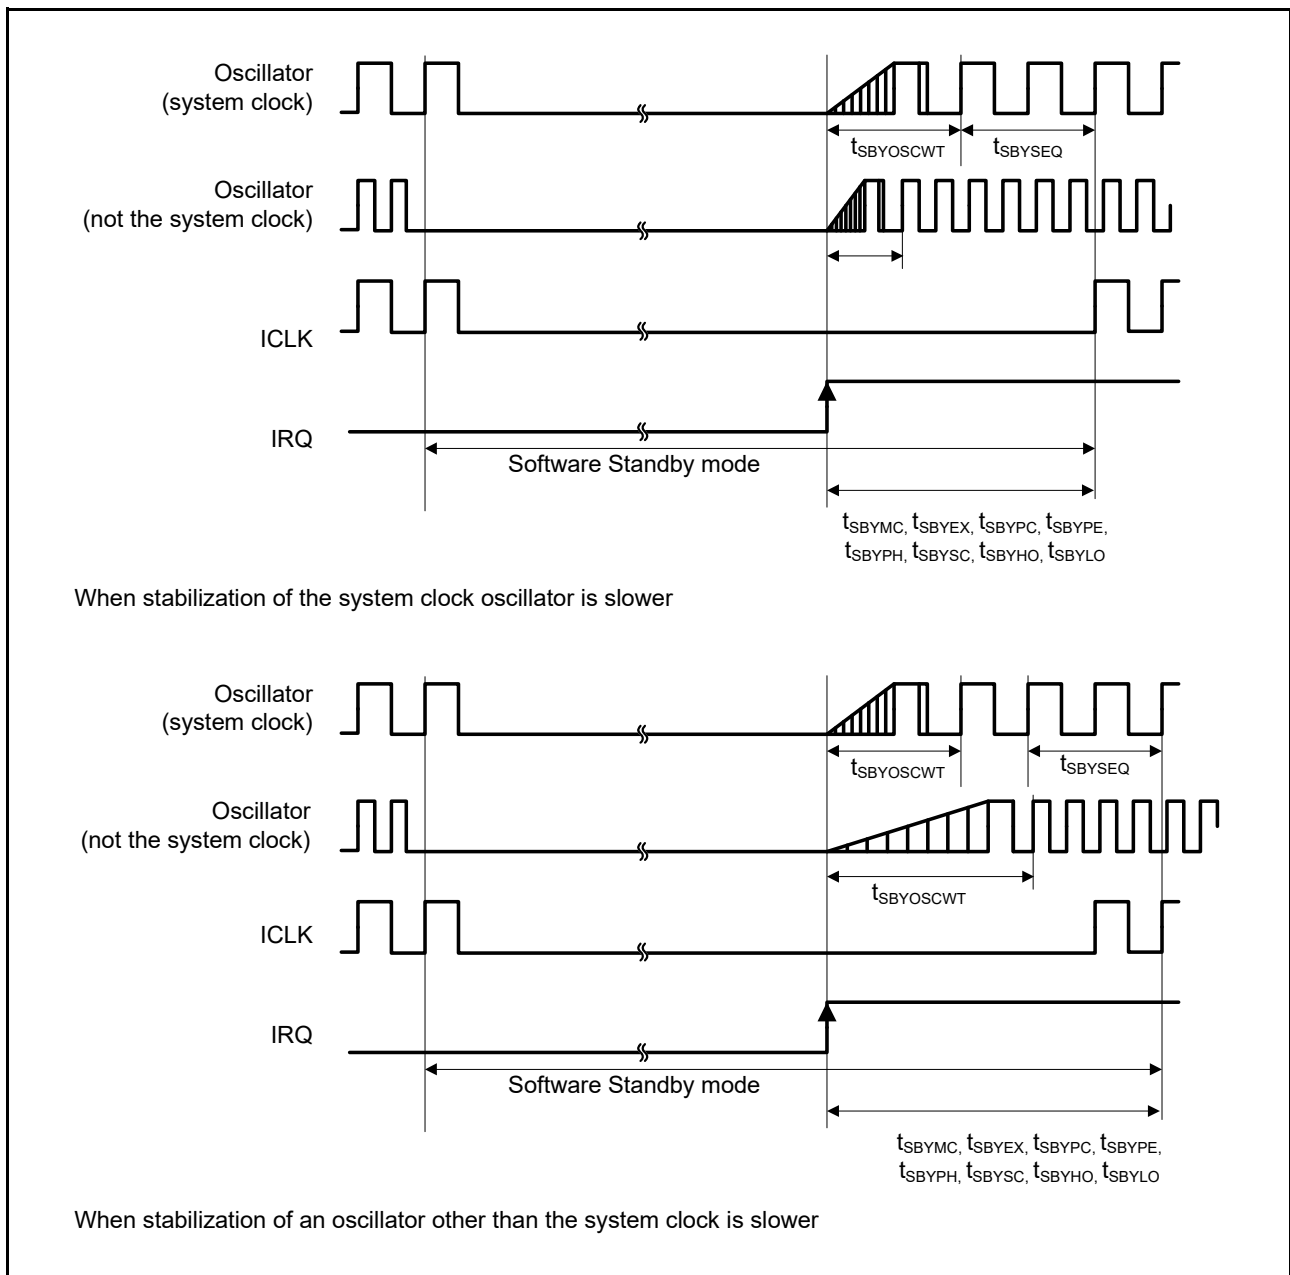 Oscillator
(system clock)
tSBYOSCWT
tSBYSEQ
Oscillator
(not the system clock)
ICLK
IRQ
Software Standby mode
tSBYMC, tSBYEX, tSBYPC, tSBYPE,
tSBYPH, tSBYSC, tSBYHO, tSBYLO
When stabilization of the system clock oscillator is slower
Oscillator
(system clock)
tSBYOSCWT
tSBYSEQ
Oscillator
(not the system clock)
tSBYOSCWT
ICLK
IRQ
Software Standby mode
tSBYMC, tSBYEX, tSBYPC, tSBYPE,
tSBYPH, tSBYSC, tSBYHO, tSBYLO
When stabilization of an oscillator other than the system clock is slower